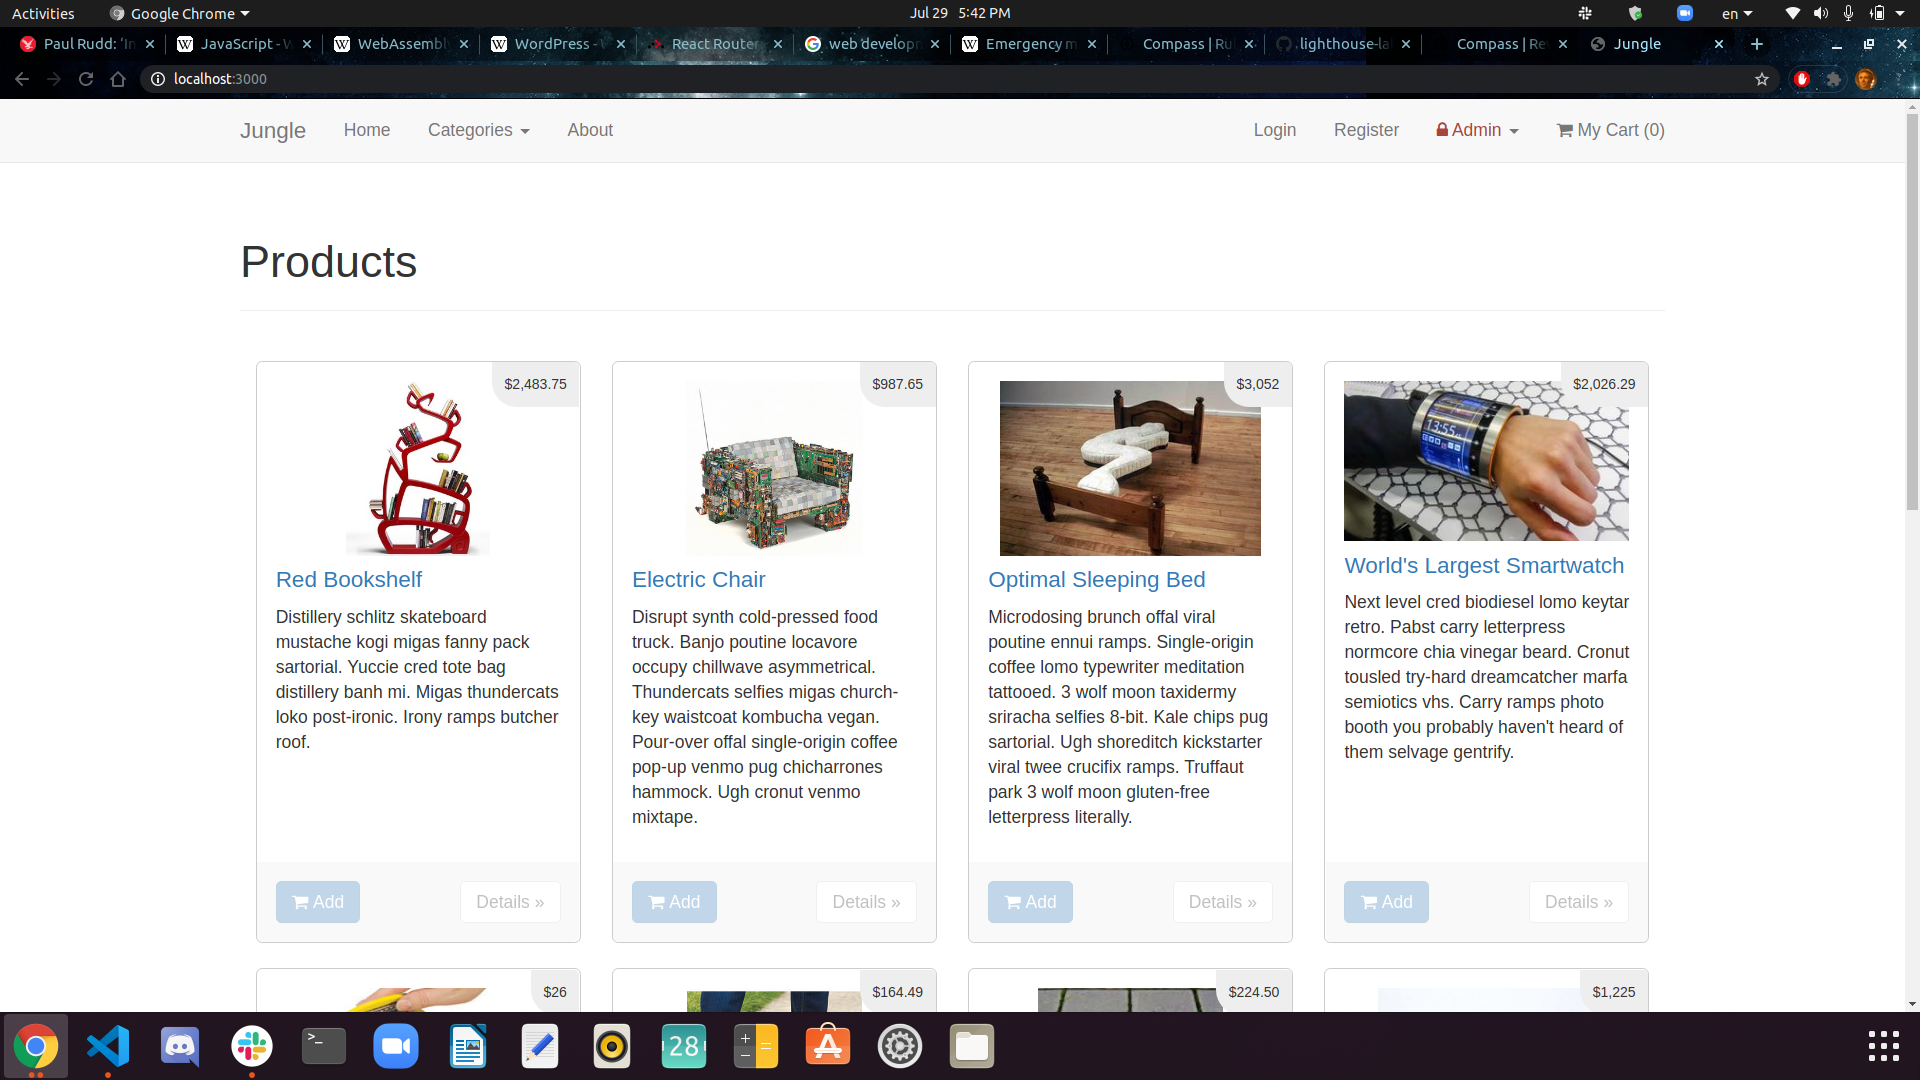 Activities Google Chrome Jul 29 5:42 PM en
Paul Rudd: 'In JavaScript - W WebAssembl WordPress - W React Router web developm Emergency m Compass | Ru lighthouse-la Compass | Re Jungle
localhost:3000
Jungle Home Categories About Login Register Admin My Cart (0)
Products
$2,483.75
Red Bookshelf
Distillery schlitz skateboard
mustache kogi migas fanny pack
sartorial. Yuccie cred tote bag
distillery banh mi. Migas thundercats
loko post-ironic. Irony ramps butcher
roof.
Add Details »
$987.65
Electric Chair
Disrupt synth cold-pressed food
truck. Banjo poutine locavore
occupy chillwave asymmetrical.
Thundercats selfies migas church-
key waistcoat kombucha vegan.
Pour-over offal single-origin coffee
pop-up venmo pug chicharrones
hammock. Ugh cronut venmo
mixtape.
Add Details »
$3,052
Optimal Sleeping Bed
Microdosing brunch offal viral
poutine ennui ramps. Single-origin
coffee lomo typewriter meditation
tattooed. 3 wolf moon taxidermy
sriracha selfies 8-bit. Kale chips pug
sartorial. Ugh shoreditch kickstarter
viral twee crucifix ramps. Truffaut
park 3 wolf moon gluten-free
letterpress literally.
Add Details »
$2,026.29
13:55
World's Largest Smartwatch
Next level cred biodiesel lomo keytar
retro. Pabst carry letterpress
normcore chia vinegar beard. Cronut
tousled try-hard dreamcatcher marfa
semiotics vhs. Carry ramps photo
booth you probably haven't heard of
them selvage gentrify.
Add Details »
$26 $164.49 $224.50 $1,225
28